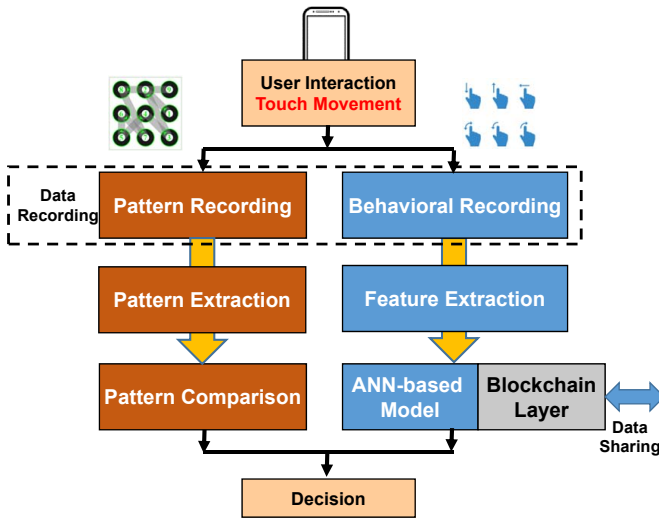 User Interaction
Touch Movement
Data
Recording
Pattern Recording
Behavioral Recording
Pattern Extraction
Feature Extraction
Pattern Comparison
ANN-based
Model
Blockchain
Layer
Data
Sharing
Decision